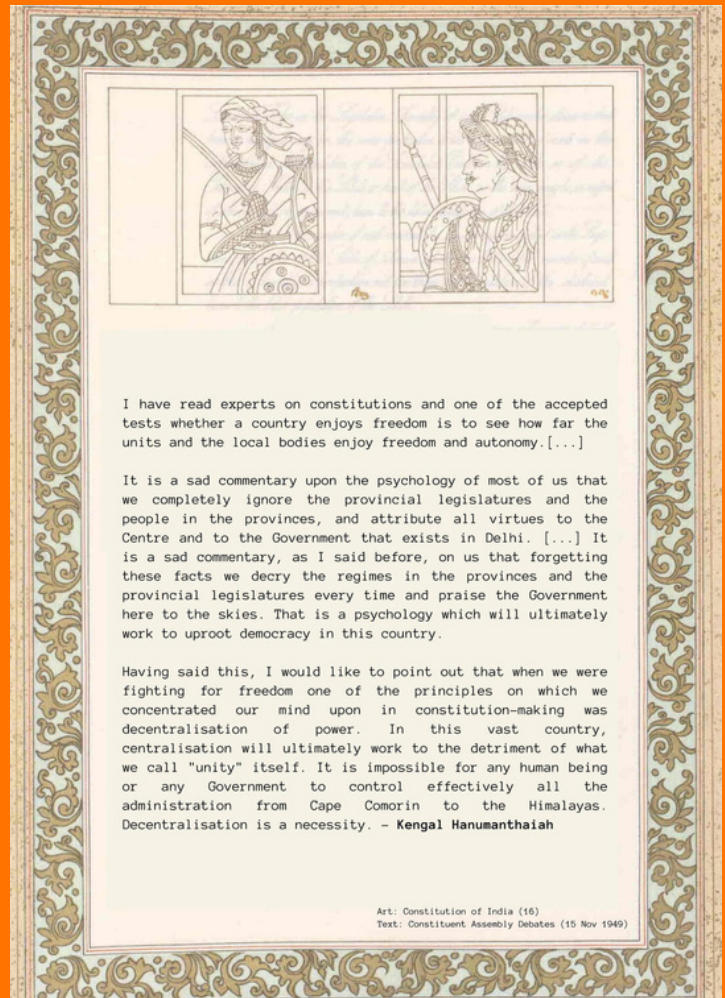 I have read experts on constitutions and one of the accepted
tests whether a country enjoys freedom is to see how far the
units and the local bodies enjoy freedom and autonomy.[...]
It is a sad commentary upon the psychology of most of us that
we completely ignore the provincial legislatures and the
people in the provinces, and attribute all virtues to the
Centre and to the Government that exists in Delhi. [...] It
is a sad commentary, as I said before, on us that forgetting
these facts we decry the regimes in the provinces and the
provincial legislatures every time and praise the Government
here to the skies. That is a psychology which will ultimately
work to uproot democracy in this country.
Having said this, I would like to point out that when we were
fighting for freedom one of the principles on which we
concentrated our mind upon in constitution-making was
decentralisation of power. In this vast country,
centralisation will ultimately work to the detriment of what
we call "unity" itself. It is impossible for any human being
or any Government to control effectively all the
administration from Cape Comorin to the Himalayas.
Decentralisation is a necessity. - Kengal Hanumanthaiah
Art: Constitution of India (16)
Text: Constituent Assembly Debates (15 Nov 1949)